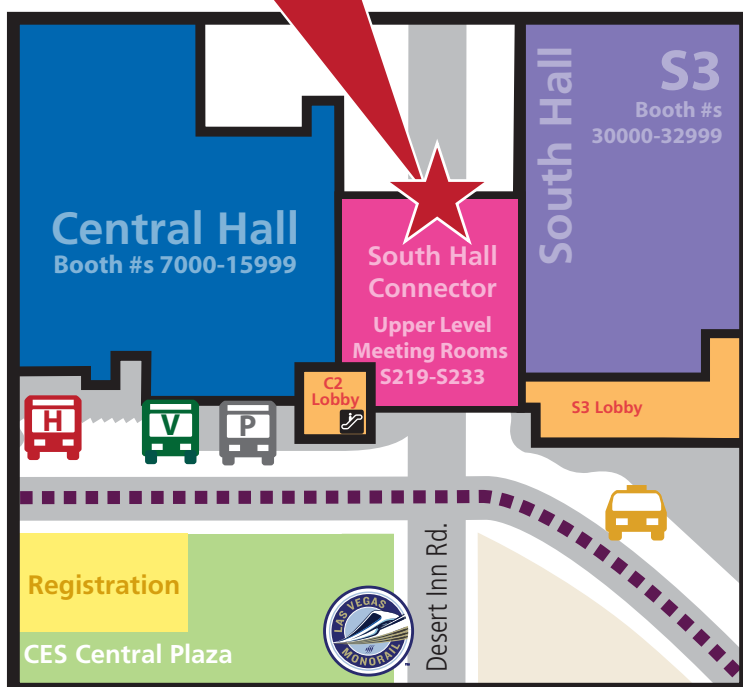 Central Hall
Booth #s 7000-15999
South Hall
Connector
Upper Level
Meeting Rooms
S219-S233
South Hall
S3
Booth #s
30000-32999
C2
Lobby
S3 Lobby
H
V
P
Registration
CES Central Plaza
LAS VEGAS
MONORAIL
Desert Inn Rd.